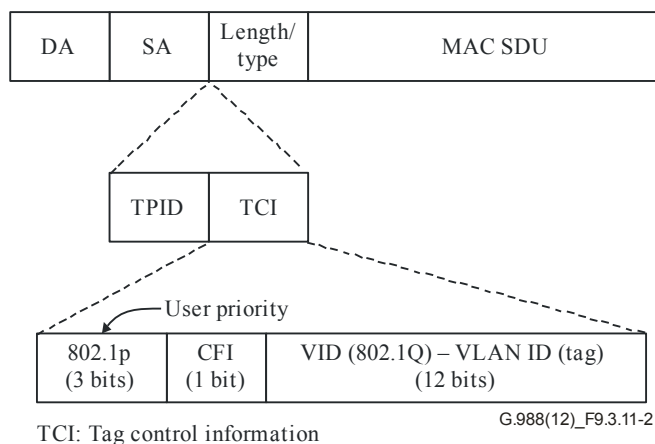 DA
SA
Length/
type
MAC SDU
TPID
TCI
User priority
802.1p
(3 bits)
CFI
(1 bit)
VID (802.1Q) – VLAN ID (tag)
(12 bits)
G.988(12)_F9.3.11-2
TCI: Tag control information